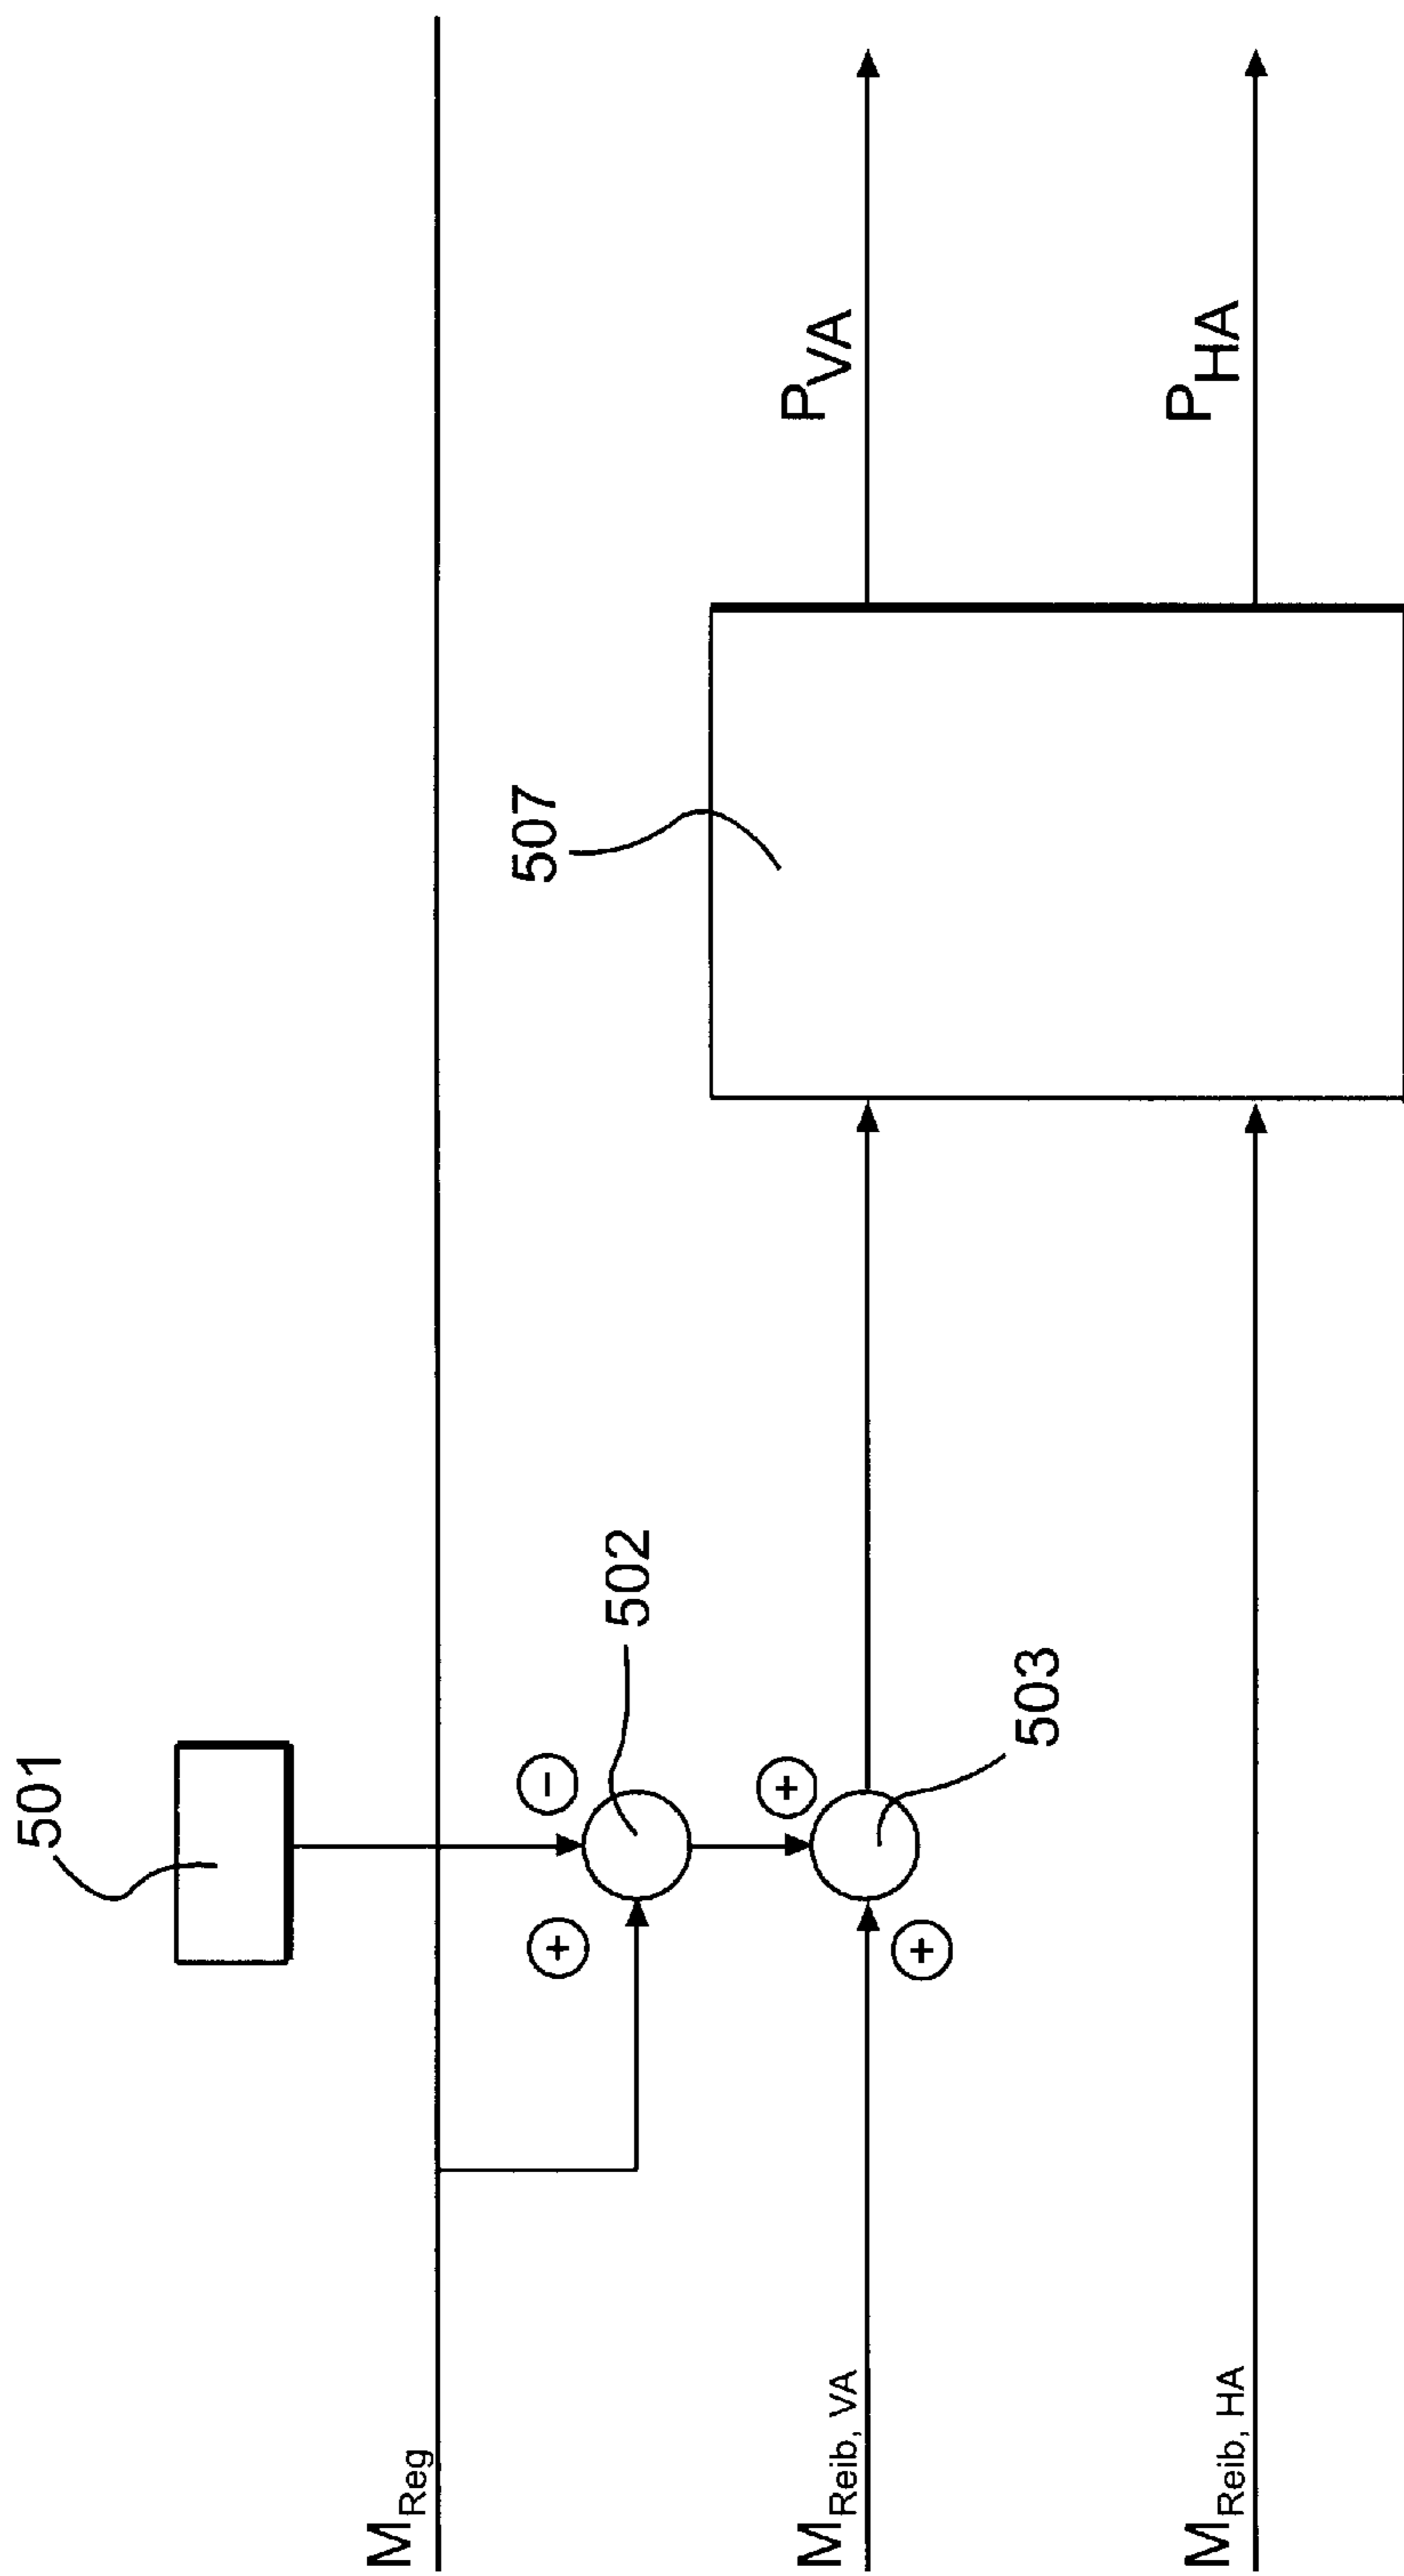 501
M_Reg
502
507
−
+
+
503
+
M_Reib, VA
P_VA
M_Reib, HA
P_HA